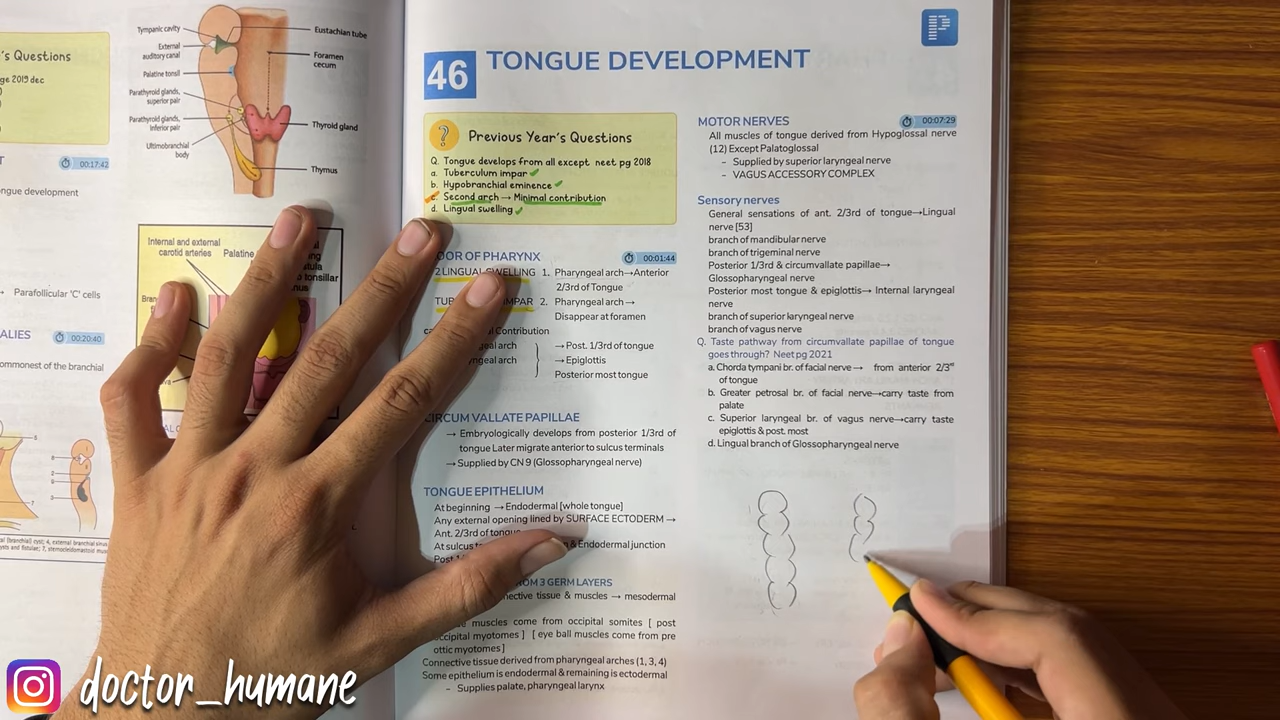 's Questions
ge 2019 dec
00:17:42
ngue development
Parafollicular 'C' cells
ALIES
00:20:40
ommonest of the branchial
Tympanic cavity
External
auditory canal
Palatine tonsil
Parathyroid glands,
superior pair
Parathyroid glands,
inferior pair
Ultimobranchial
body
Eustachian tube
Foramen
cecum
Thyroid gland
Thymus
Internal and external
carotid arteries
Palatine
tonsillar
46
TONGUE DEVELOPMENT
P
? Previous Year's Questions
Q. Tongue develops from all except neet pg 2018
a. Tuberculum impar ✓
b. Hypobranchial eminence ✓
c. Second arch → Minimal contribution
d. Lingual swelling ✓
OOR OF PHARYNX
00:01:44
2 LINGUAL SWELLING 1. Pharyngeal arch→Anterior
2/3rd of Tongue
TUB IMPAR 2. Pharyngeal arch →
Disappear at foramen
Contribution
geal arch → Post. 1/3rd of tongue
ngeal arch → Epiglottis
Posterior most tongue
CIRCUM VALLATE PAPILLAE
→ Embryologically develops from posterior 1/3rd of
tongue Later migrate anterior to sulcus terminals
→ Supplied by CN 9 (Glossopharyngeal nerve)
TONGUE EPITHELIUM
At beginning → Endodermal [whole tongue]
Any external opening lined by SURFACE ECTODERM →
Ant. 2/3rd of tongue
At sulcus & Endodermal junction
Post
OM 3 GERM LAYERS
nective tissue & muscles → mesodermal
muscles come from occipital somites [ post
occipital myotomes ] [ eye ball muscles come from pre
ottic myotomes ]
Connective tissue derived from pharyngeal arches (1, 3, 4)
Some epithelium is endodermal & remaining is ectodermal
- Supplies palate, pharyngeal larynx
MOTOR NERVES
00:07:29
All muscles of tongue derived from Hypoglossal nerve
(12) Except Palatoglossal
- Supplied by superior laryngeal nerve
- VAGUS ACCESSORY COMPLEX
Sensory nerves
General sensations of ant. 2/3rd of tongue→Lingual
nerve [53]
branch of mandibular nerve
branch of trigeminal nerve
Posterior 1/3rd & circumvallate papillae→
Glossopharyngeal nerve
Posterior most tongue & epiglottis→ Internal laryngeal
nerve
branch of superior laryngeal nerve
branch of vagus nerve
Q. Taste pathway from circumvallate papillae of tongue
goes through? Neet pg 2021
a. Chorda tympani br. of facial nerve → from anterior 2/3rd
of tongue
b. Greater petrosal br. of facial nerve→carry taste from
palate
c. Superior laryngeal br. of vagus nerve→carry taste
epiglottis & post. most
d. Lingual branch of Glossopharyngeal nerve
doctor_humane